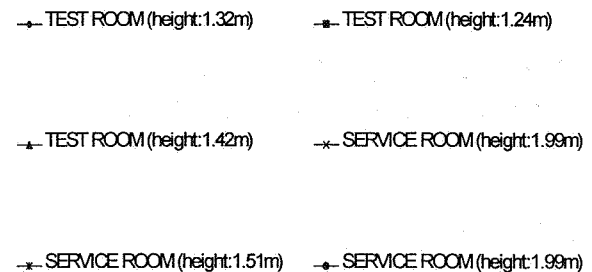 TEST ROOM (height:1.32m) TEST ROOM (height:1.24m)
TEST ROOM (height:1.42m) SERVICE ROOM (height:1.99m)
SERVICE ROOM (height:1.51m) SERVICE ROOM (height:1.99m)